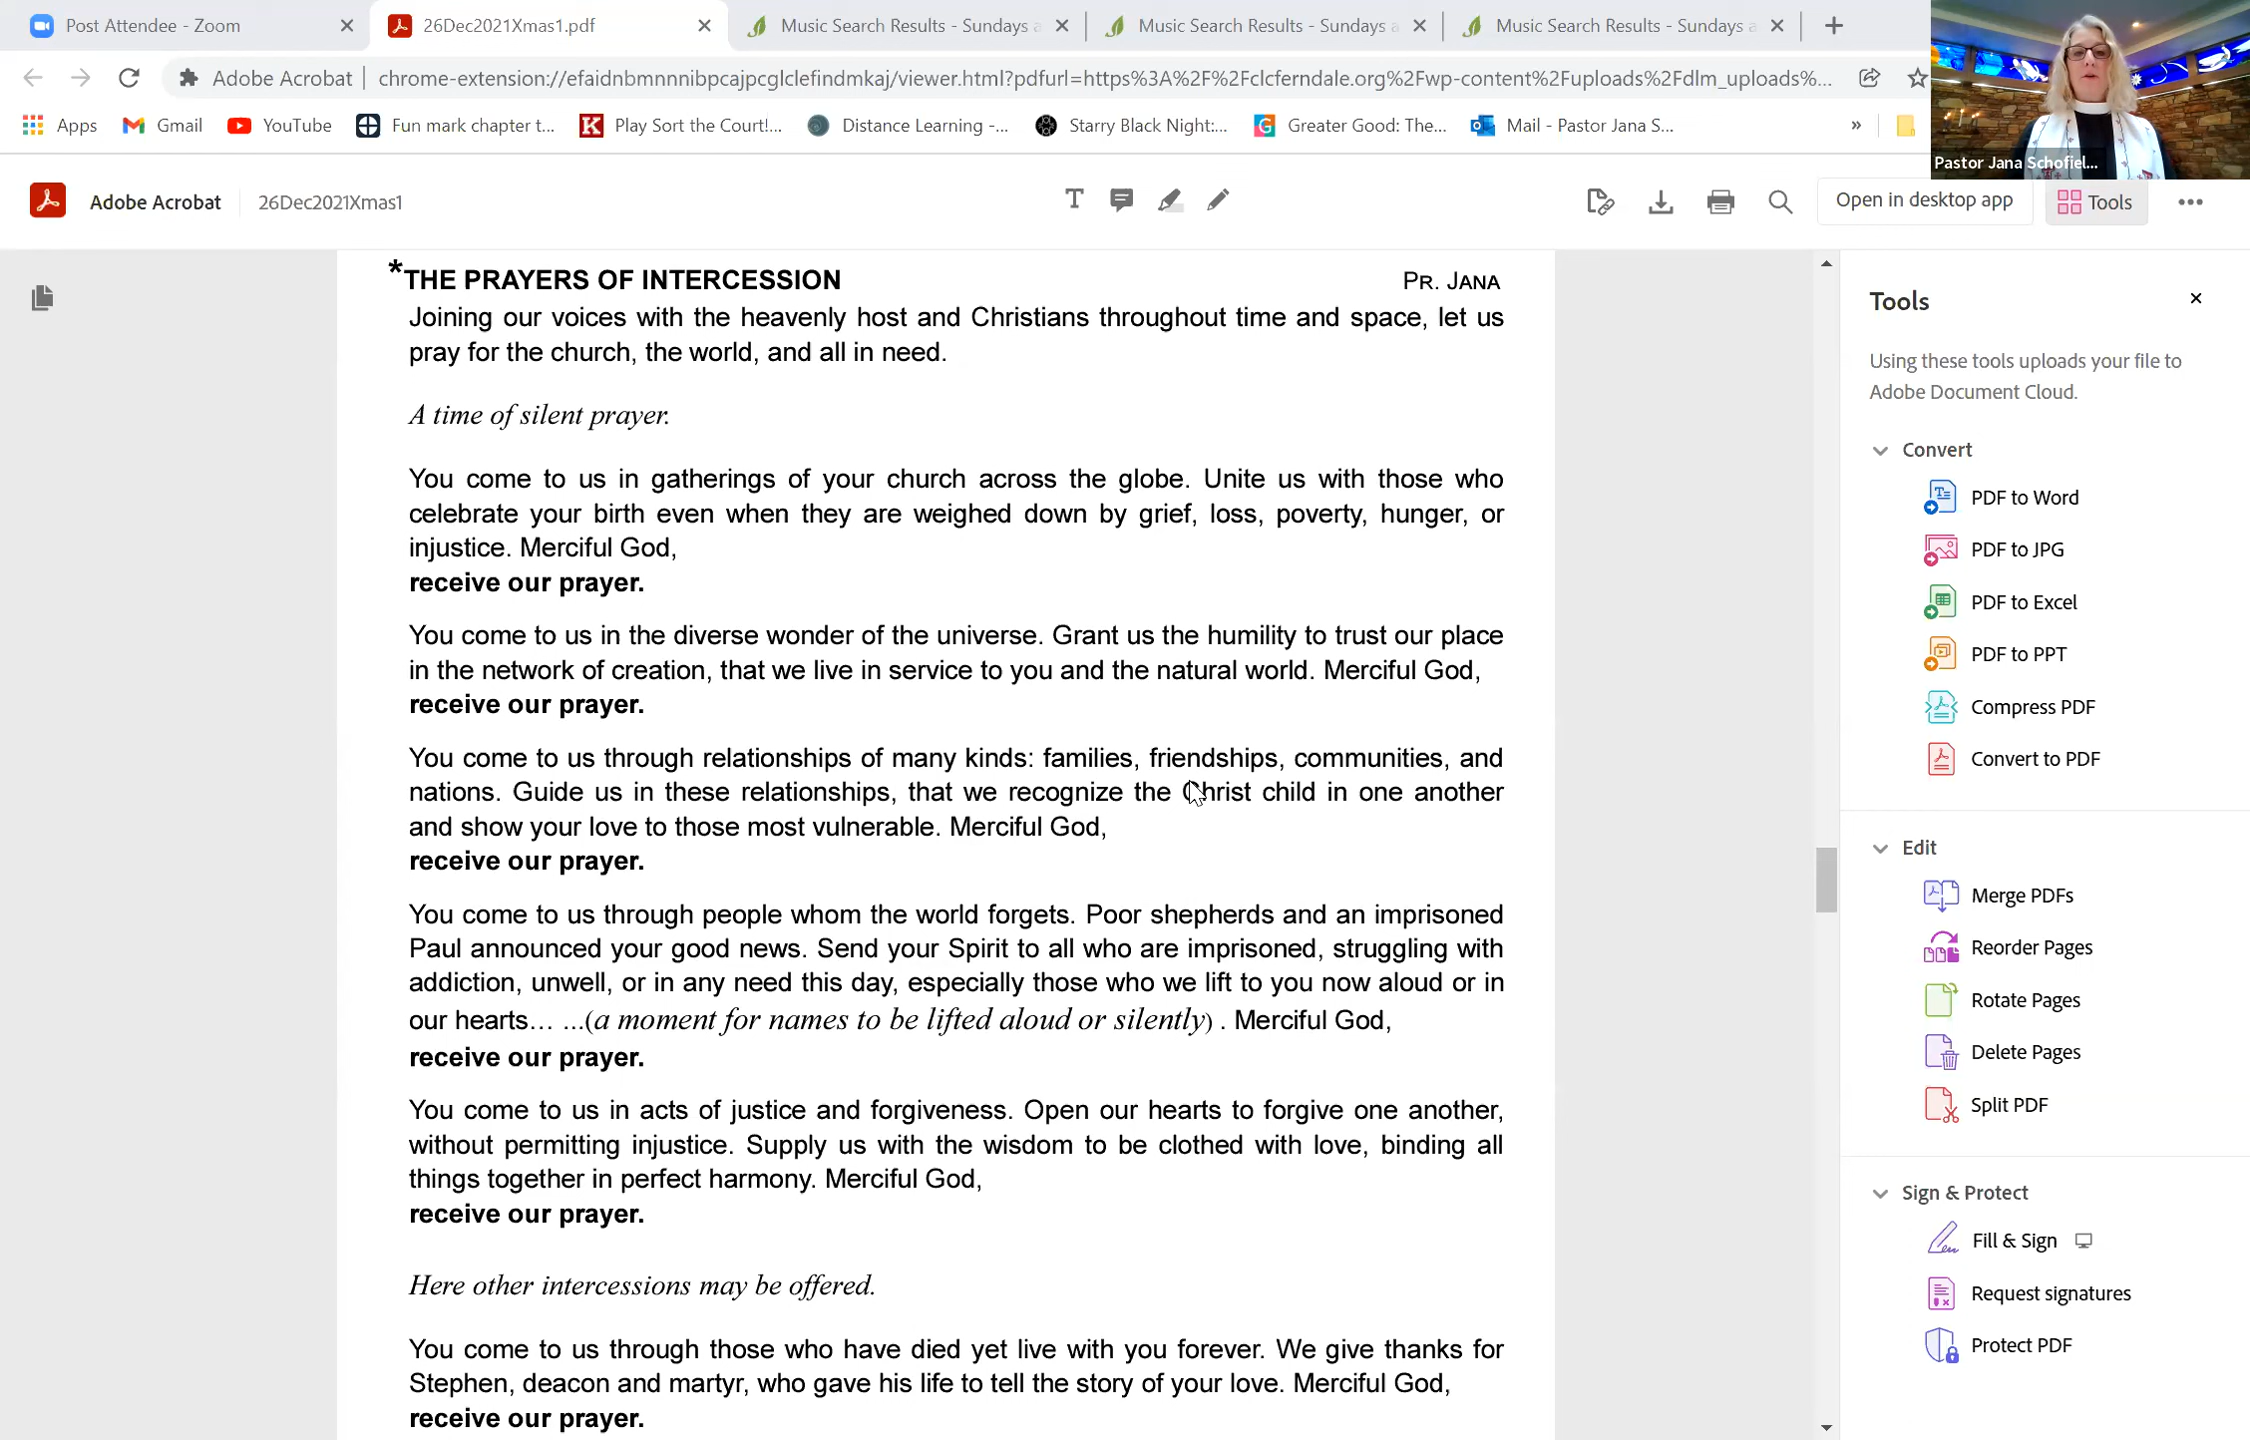 Post Attendee - Zoom
26Dec2021Xmas1.pdf
Music Search Results - Sundays a
Music Search Results - Sundays a
Music Search Results - Sundays a
Adobe Acrobat
chrome-extension://efaidnbmnnnibpcajpcglclefindmkaj/viewer.html?pdfurl=https%3A%2F%2Fclcferndale.org%2Fwp-content%2Fuploads%2Fdlm_uploads%...
Apps
Gmail
YouTube
Fun mark chapter t...
Play Sort the Court!...
Distance Learning -...
Starry Black Night:...
Greater Good: The...
Mail - Pastor Jana S...
»
Pastor Jana Schofiel...
Adobe Acrobat
26Dec2021Xmas1
Open in desktop app
Tools
*THE PRAYERS OF INTERCESSION
PR. JANA
Joining our voices with the heavenly host and Christians throughout time and space, let us
pray for the church, the world, and all in need.
A time of silent prayer.
You come to us in gatherings of your church across the globe. Unite us with those who
celebrate your birth even when they are weighed down by grief, loss, poverty, hunger, or
injustice. Merciful God,
receive our prayer.
You come to us in the diverse wonder of the universe. Grant us the humility to trust our place
in the network of creation, that we live in service to you and the natural world. Merciful God,
receive our prayer.
You come to us through relationships of many kinds: families, friendships, communities, and
nations. Guide us in these relationships, that we recognize the Christ child in one another
and show your love to those most vulnerable. Merciful God,
receive our prayer.
You come to us through people whom the world forgets. Poor shepherds and an imprisoned
Paul announced your good news. Send your Spirit to all who are imprisoned, struggling with
addiction, unwell, or in any need this day, especially those who we lift to you now aloud or in
our hearts… ...(a moment for names to be lifted aloud or silently) . Merciful God,
receive our prayer.
You come to us in acts of justice and forgiveness. Open our hearts to forgive one another,
without permitting injustice. Supply us with the wisdom to be clothed with love, binding all
things together in perfect harmony. Merciful God,
receive our prayer.
Here other intercessions may be offered.
You come to us through those who have died yet live with you forever. We give thanks for
Stephen, deacon and martyr, who gave his life to tell the story of your love. Merciful God,
receive our prayer.
Tools
Using these tools uploads your file to
Adobe Document Cloud.
Convert
PDF to Word
PDF to JPG
PDF to Excel
PDF to PPT
Compress PDF
Convert to PDF
Edit
Merge PDFs
Reorder Pages
Rotate Pages
Delete Pages
Split PDF
Sign & Protect
Fill & Sign
Request signatures
Protect PDF